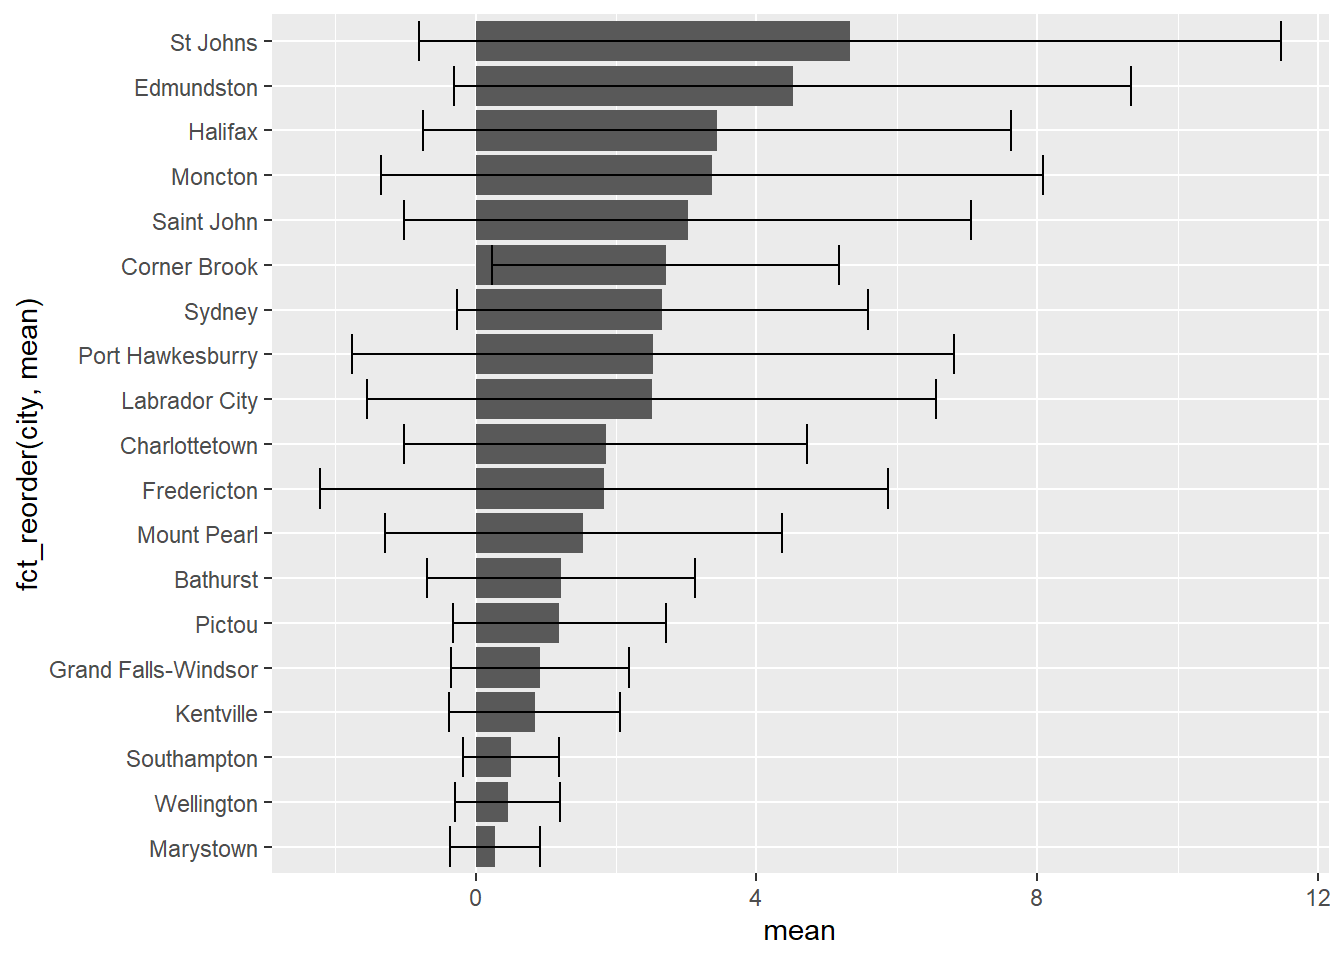 St Johns
Edmundston
Halifax
Moncton
Saint John
Corner Brook
Sydney
Port Hawkesburry
Labrador City
Charlottetown
Fredericton
Mount Pearl
Bathurst
Pictou
Grand Falls-Windsor
Kentville
Southampton
Wellington
Marystown
fct_reorder(city, mean)
0 4 8 12
mean